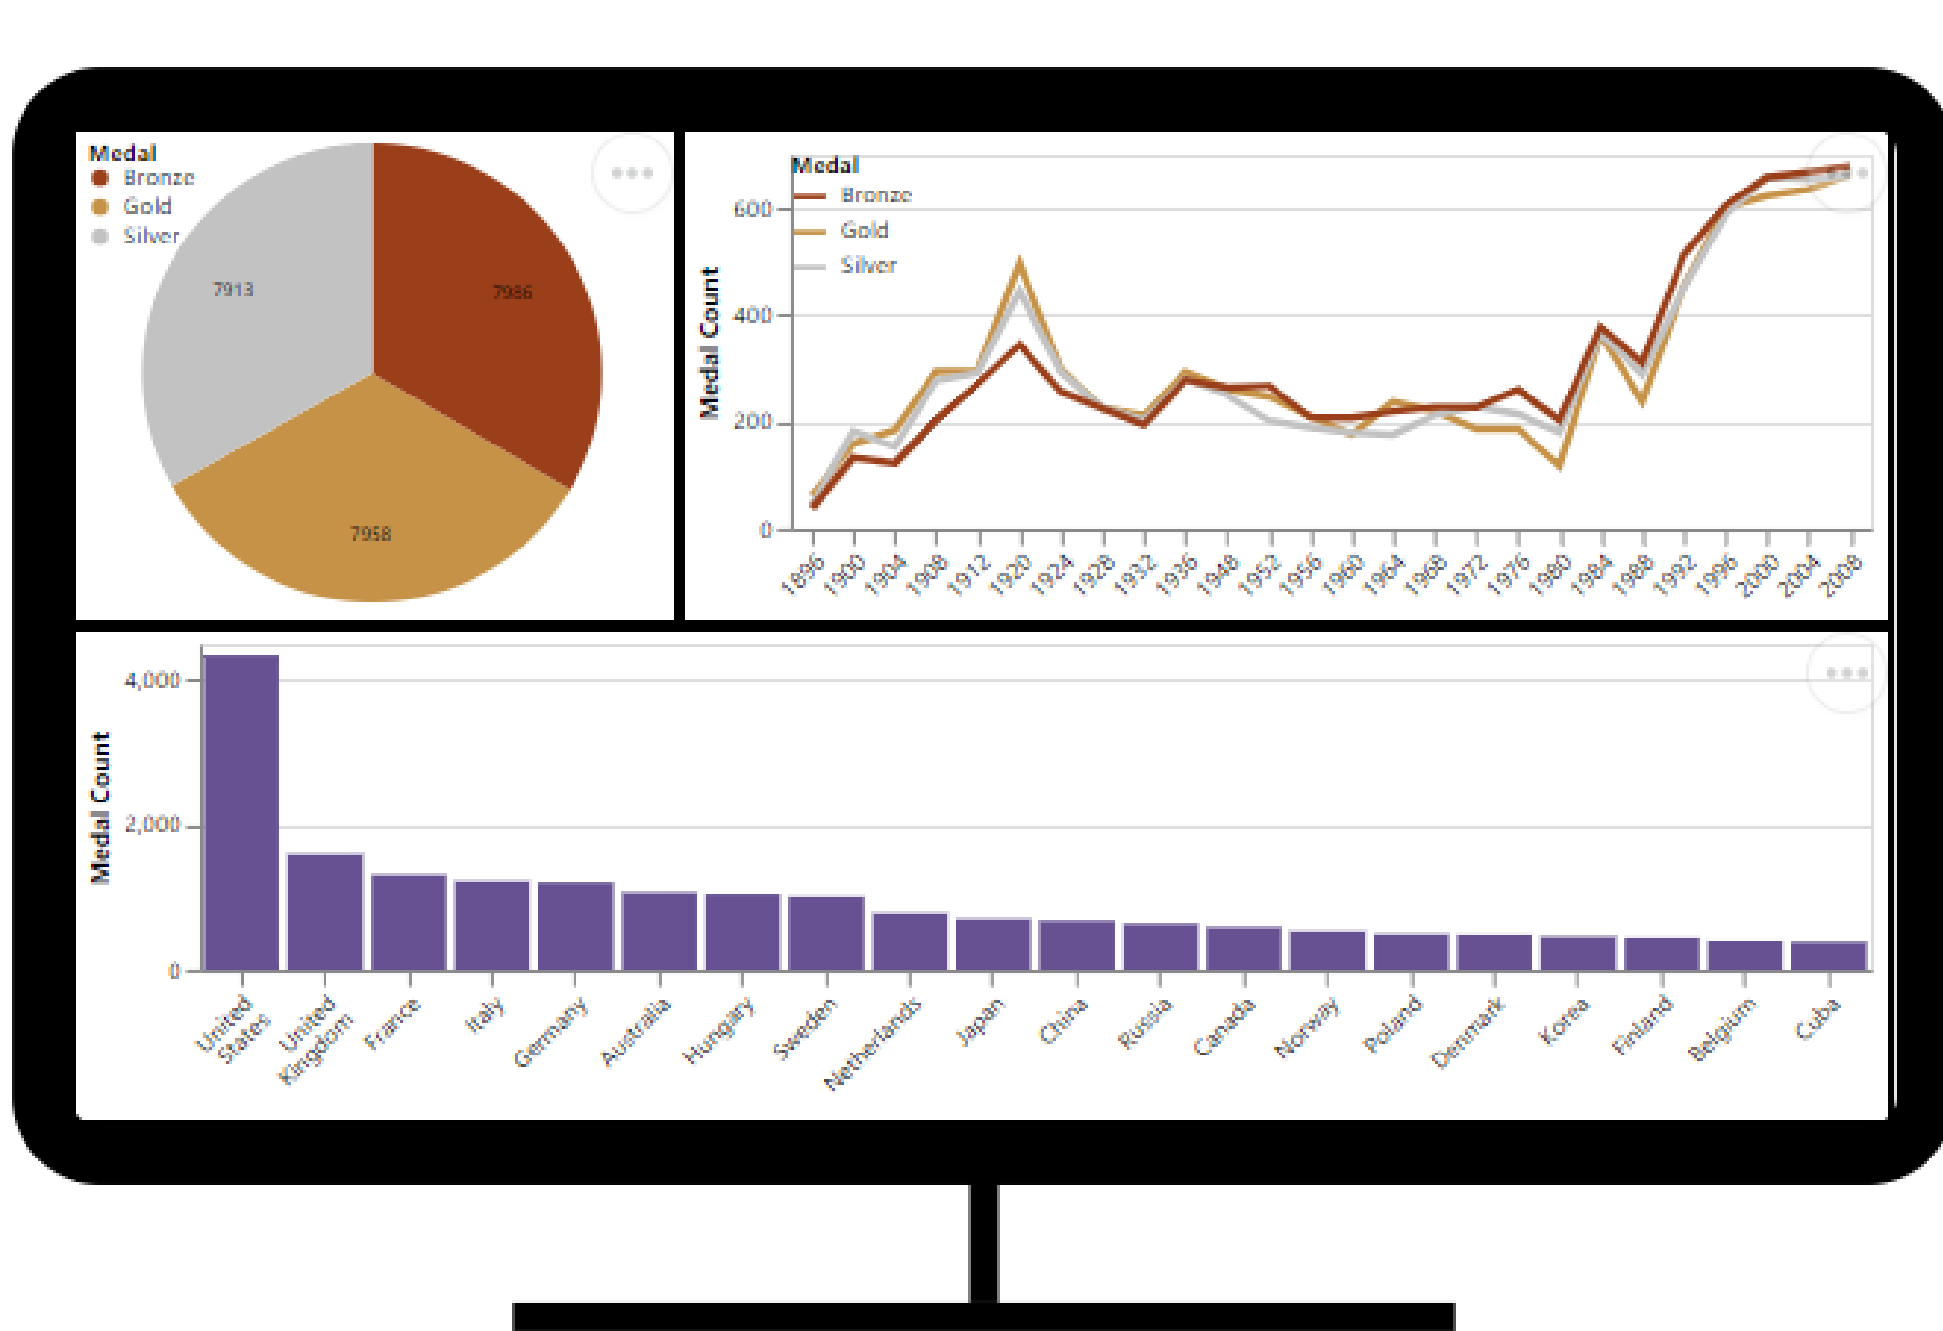 Medal
Bronze
Gold
Silver
7913
7986
7958
Medal
Bronze
Gold
Silver
Medal Count
600
400
200
0
1896
1900
1904
1908
1912
1920
1924
1928
1932
1936
1948
1952
1956
1960
1964
1968
1972
1976
1980
1984
1988
1992
1996
2000
2004
2008
Medal Count
4,000
2,000
0
United
States
United
Kingdom
France
Italy
Germany
Australia
Hungary
Sweden
Netherlands
Japan
China
Russia
Canada
Norway
Poland
Denmark
Korea
Finland
Belgium
Cuba